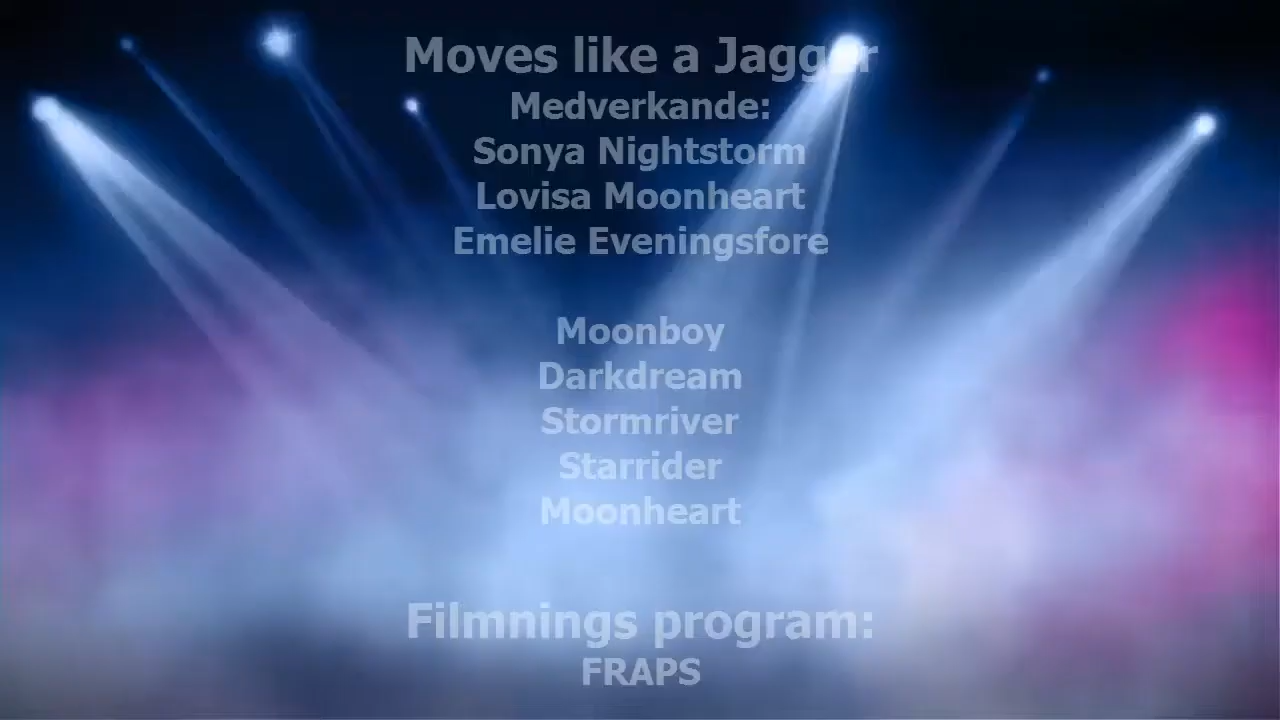 Moves like a Jagger
Medverkande:
Sonya Nightstorm
Lovisa Moonheart
Emelie Eveningsfore
Moonboy
Darkdream
Stormriver
Starrider
Moonheart
Filmnings program:
FRAPS